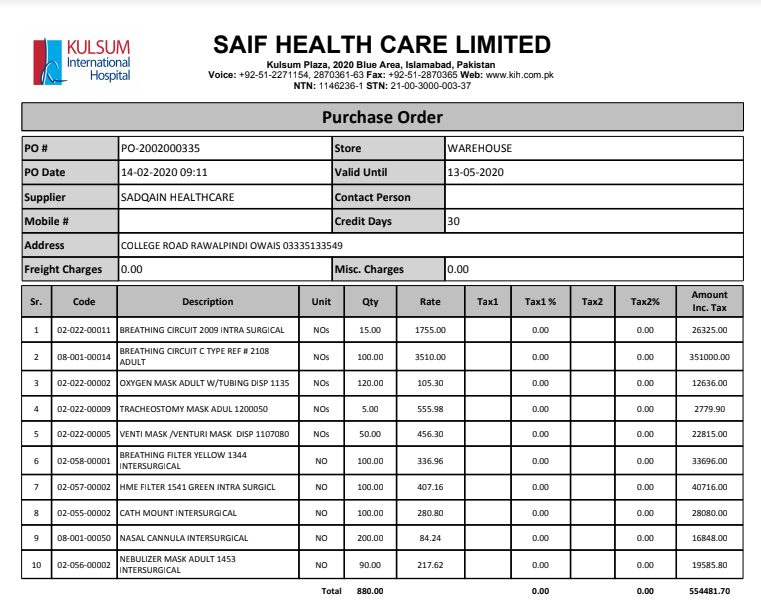 KULSUM
International
Hospital
SAIF HEALTH CARE LIMITED
Kulsum Plaza, 2020 Blue Area, Islamabad, Pakistan
Voice: +92-51-2271154, 2870361-63 Fax: +92-51-2870365 Web: www.kih.com.pk
NTN: 1146236-1 STN: 21-00-3000-003-37
Purchase Order
PO # PO-2002000335 Store WAREHOUSE
PO Date 14-02-2020 09:11 Valid Until 13-05-2020
Supplier SADQAIN HEALTHCARE Contact Person
Mobile # Credit Days 30
Address COLLEGE ROAD RAWALPINDI OWAIS 03335133549
Freight Charges 0.00 Misc. Charges 0.00
Sr. Code Description Unit Qty Rate Tax1 Tax1 % Tax2 Tax2% Amount
Inc. Tax
1 02-022-00011 BREATHING CIRCUIT 2009 INTRA SURGICAL NOs 15.00 1755.00 0.00 0.00 26325.00
2 08-001-00014 BREATHING CIRCUIT C TYPE REF # 2108
ADULT NOs 100.00 3510.00 0.00 0.00 351000.00
3 02-022-00002 OXYGEN MASK ADULT W/TUBING DISP 1135 NOs 120.00 105.30 0.00 0.00 12636.00
4 02-022-00009 TRACHEOSTOMY MASK ADUL 1200050 NOs 5.00 555.98 0.00 0.00 2779.90
5 02-022-00005 VENTI MASK /VENTURI MASK DISP 1107080 NOs 50.00 456.30 0.00 0.00 22815.00
6 02-058-00001 BREATHING FILTER YELLOW 1344
INTERSURGICAL NO 100.00 336.96 0.00 0.00 33696.00
7 02-057-00002 HME FILTER 1541 GREEN INTRA SURGICL NO 100.00 407.16 0.00 0.00 40716.00
8 02-055-00002 CATH MOUNT INTERSURGICAL NO 100.00 280.80 0.00 0.00 28080.00
9 08-001-00050 NASAL CANNULA INTERSURGICAL NO 200.00 84.24 0.00 0.00 16848.00
10 02-056-00002 NEBULIZER MASK ADULT 1453
INTERSURGICAL NO 90.00 217.62 0.00 0.00 19585.80
Total 880.00 0.00 0.00 554481.70